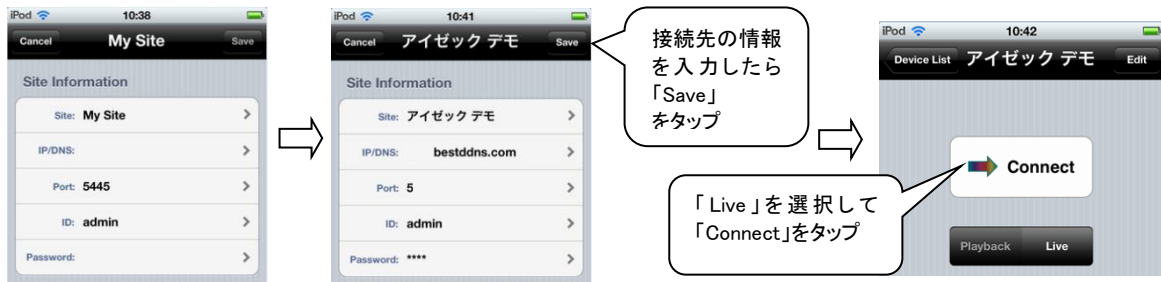 iPod 10:38
Cancel My Site Save
Site Information
Site: My Site
IP/DNS:
Port: 5445
ID: admin
Password:
iPod 10:41
Cancel アイゼック デモ Save
Site Information
Site: アイゼック デモ
IP/DNS: bestddns.com
Port: 5
ID: admin
Password: ****
接続先の情報
を入力したら
「Save」
をタップ
iPod 10:42
Device List アイゼック デモ Edit
Connect
「Live」を選択して
「Connect」をタップ
Playback Live